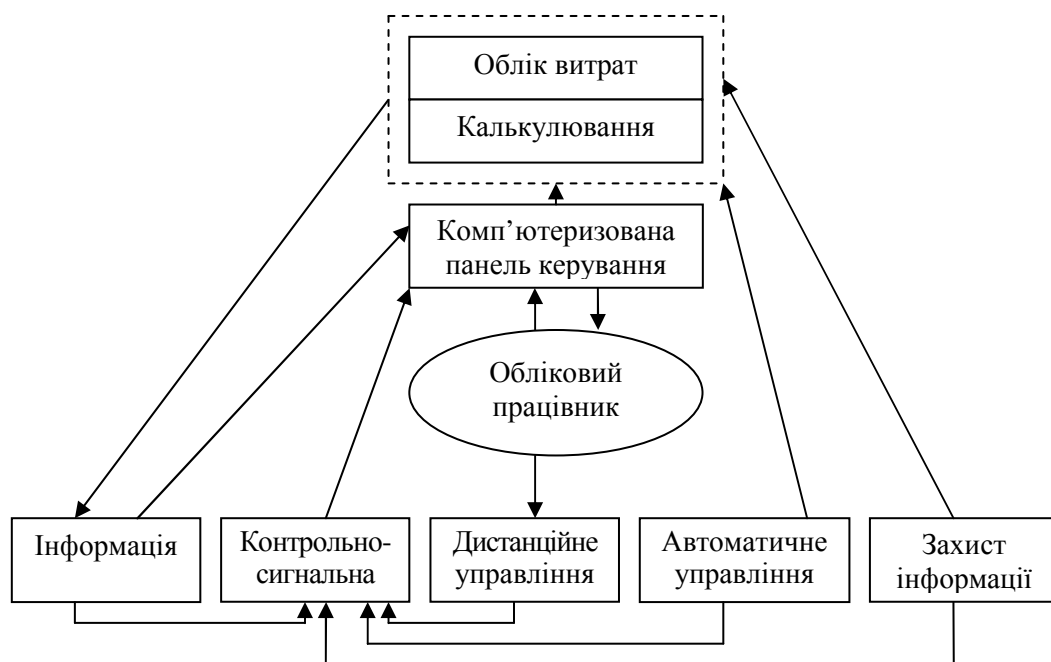 Облік витрат
Калькулювання
Комп’ютеризована
панель керування
Обліковий
працівник
Інформація
Контрольно-
сигнальна
Дистанційне
управління
Автоматичне
управління
Захист
інформації